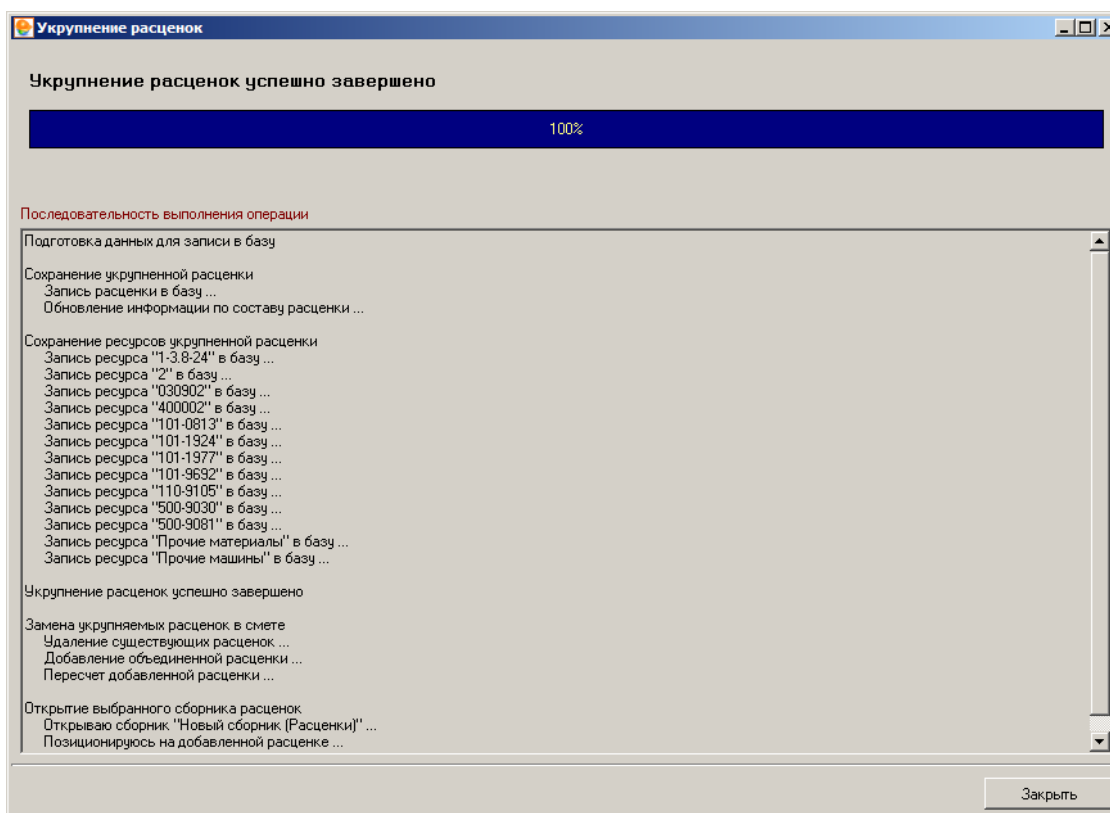 Укрупнение расценок
Укрупнение расценок успешно завершено
100%
Последовательность выполнения операции
Подготовка данных для записи в базу
Сохранение укрупненной расценки
Запись расценки в базу ...
Обновление информации по составу расценки ...
Сохранение ресурсов укрупненной расценки
Запись ресурса "1-3.8-24" в базу ...
Запись ресурса "2" в базу ...
Запись ресурса "030902" в базу ...
Запись ресурса "400002" в базу ...
Запись ресурса "101-0813" в базу ...
Запись ресурса "101-1924" в базу ...
Запись ресурса "101-1977" в базу ...
Запись ресурса "101-9692" в базу ...
Запись ресурса "110-9105" в базу ...
Запись ресурса "500-9030" в базу ...
Запись ресурса "500-9081" в базу ...
Запись ресурса "Прочие материалы" в базу ...
Запись ресурса "Прочие машины" в базу ...
Укрупнение расценок успешно завершено
Замена укрупняемых расценок в смете
Удаление существующих расценок ...
Добавление объединенной расценки ...
Пересчет добавленной расценки ...
Открытие выбранного сборника расценок
Открываю сборник "Новый сборник (Расценки)" ...
Позиционируюсь на добавленной расценке ...
Закрыть